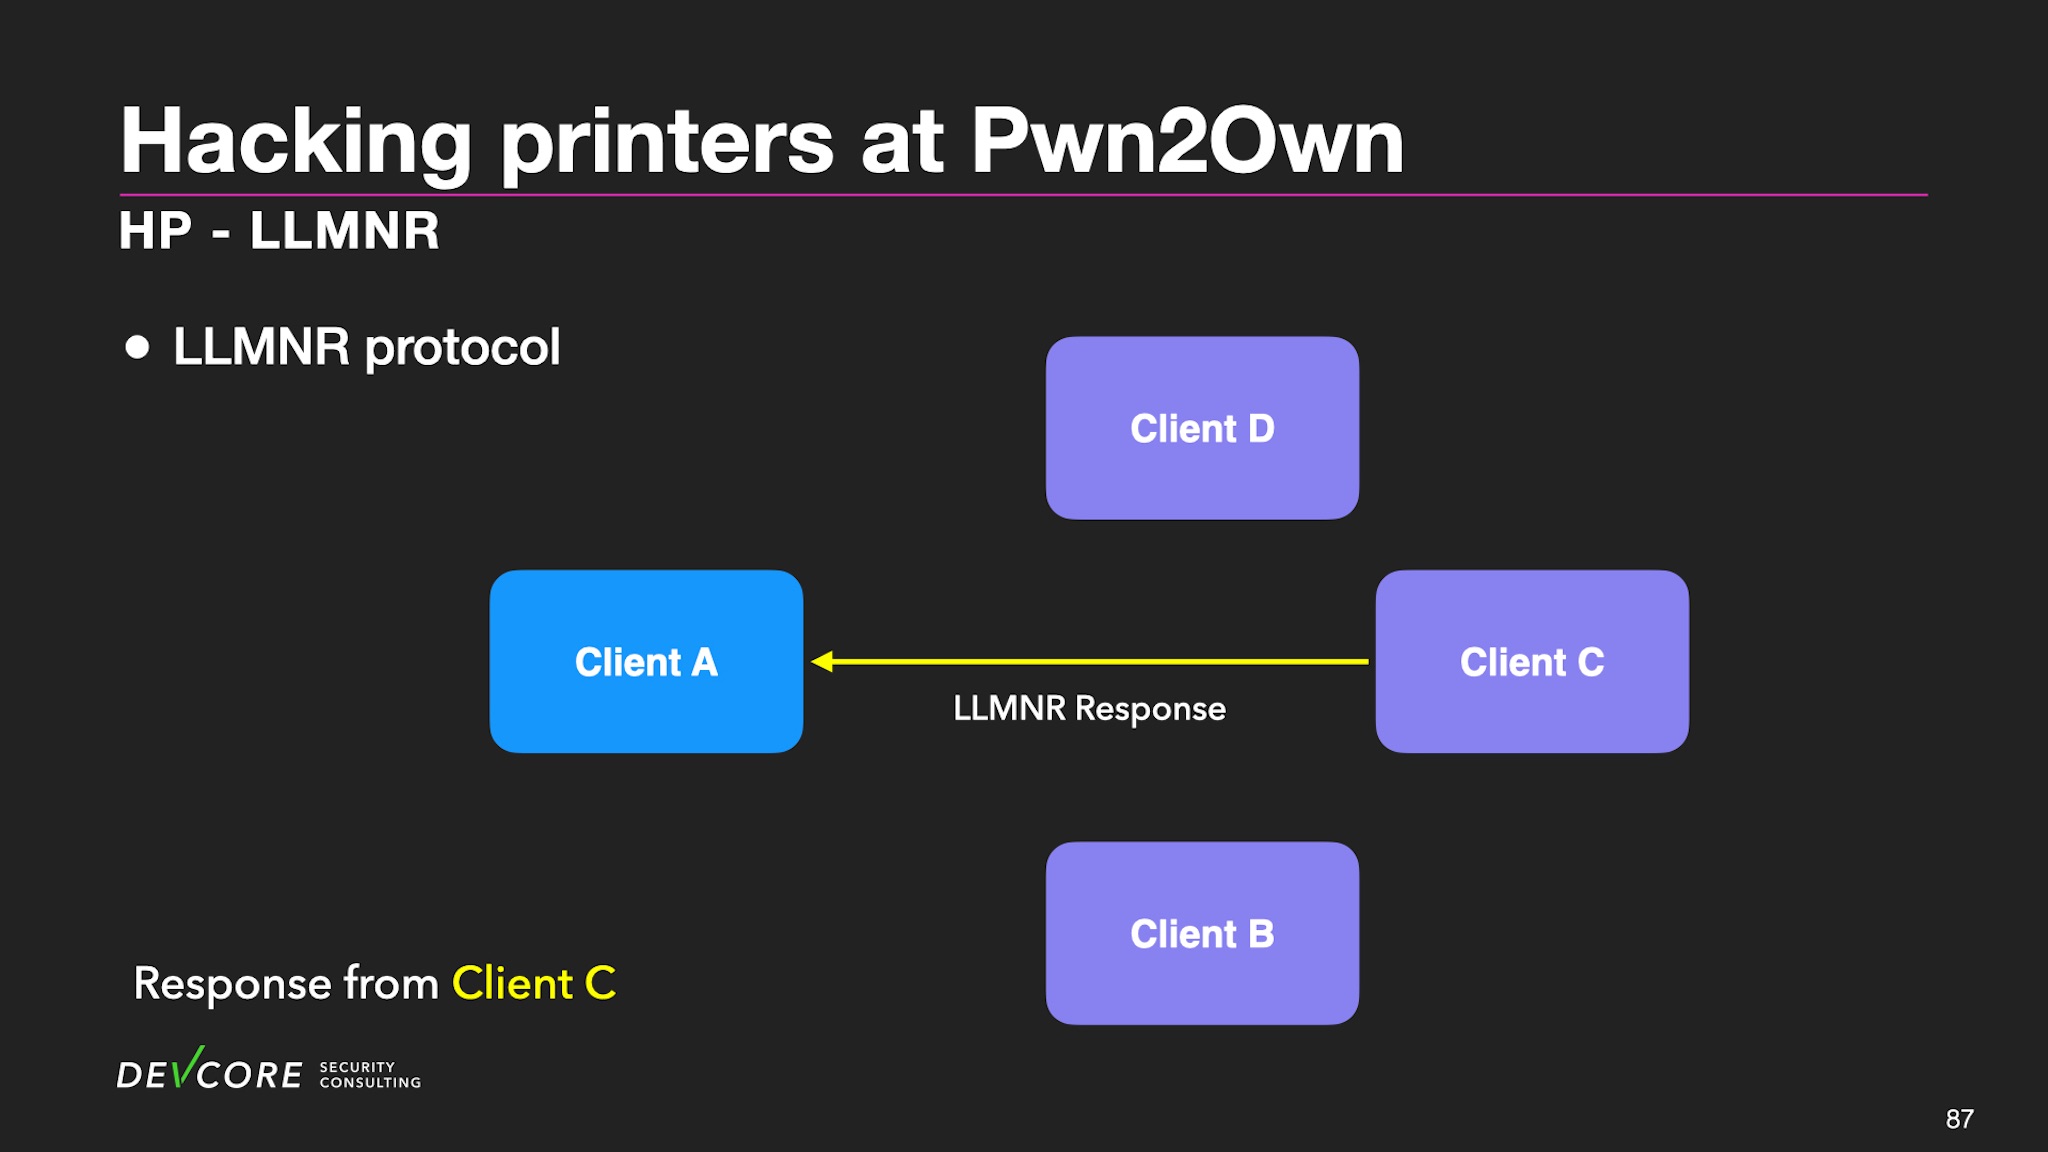 Hacking printers at Pwn2Own
HP - LLMNR
● LLMNR protocol
Client D
Client A
Client C
LLMNR Response
Client B
Response from Client C
DEVCORE SECURITY CONSULTING
87